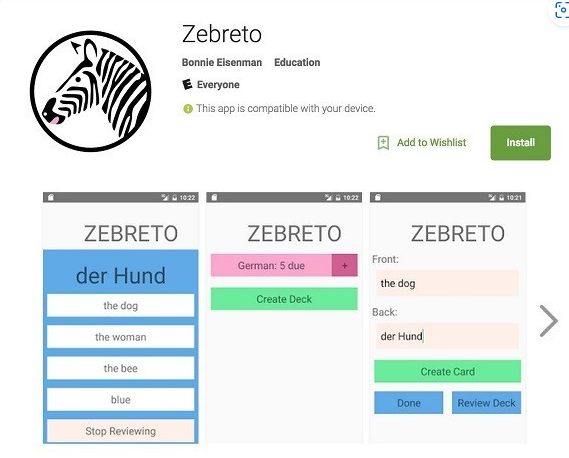 Zebreto
Bonnie Eisenman Education
E Everyone
This app is compatible with your device.
Add to Wishlist
Install
10:22
ZEBRETO
der Hund
the dog
the woman
the bee
blue
Stop Reviewing
10:22
ZEBRETO
German: 5 due +
Create Deck
10:21
ZEBRETO
Front:
the dog
Back:
der Hund
Create Card
Done Review Deck